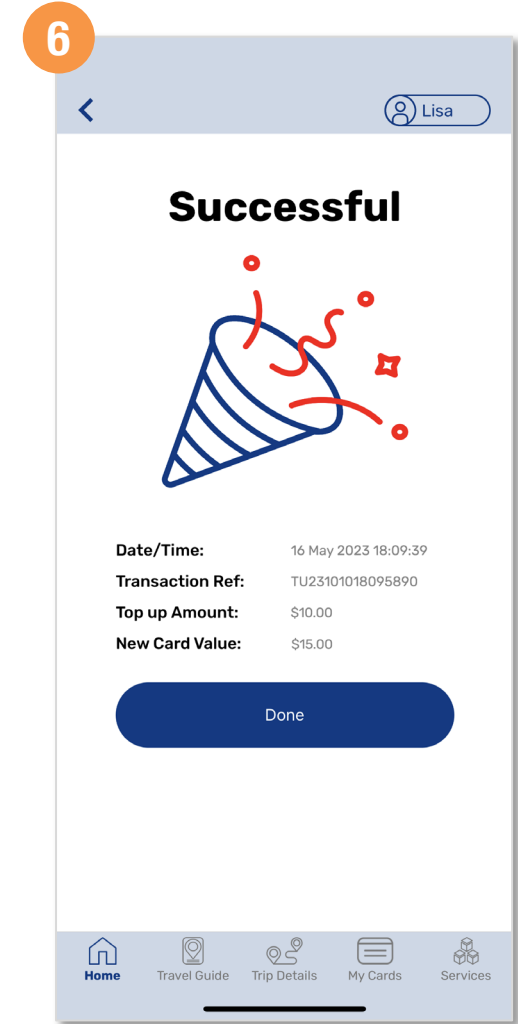 6
Lisa
Successful
Date/Time: 16 May 2023 18:09:39
Transaction Ref: TU23101018095890
Top up Amount: $10.00
New Card Value: $15.00
Done
Home Travel Guide Trip Details My Cards Services